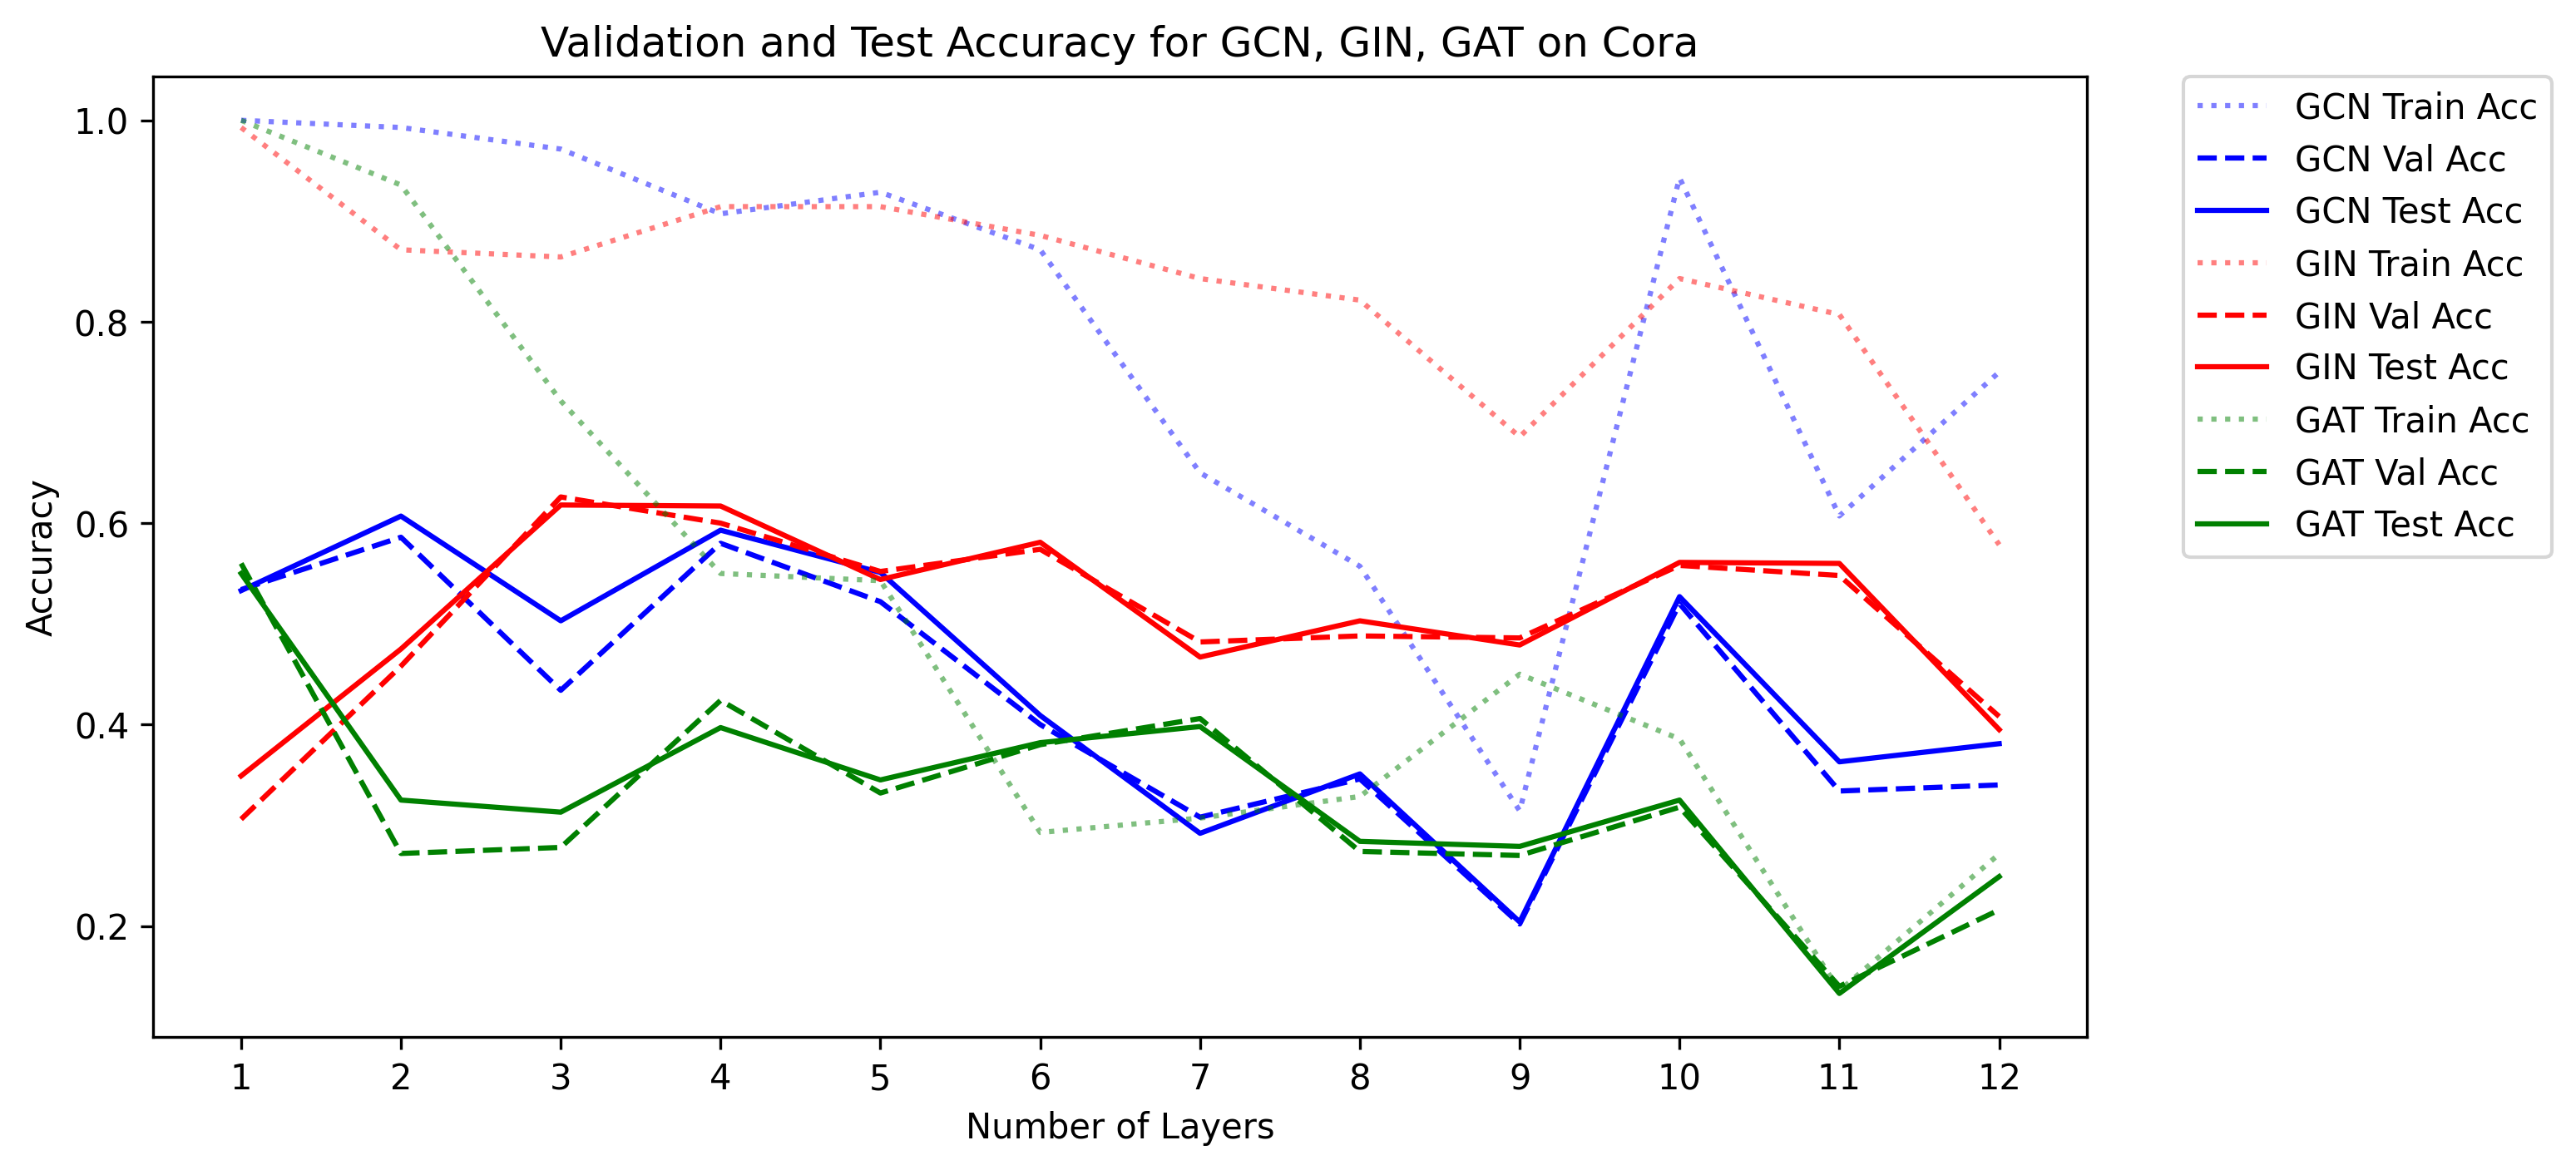 Validation and Test Accuracy for GCN, GIN, GAT on Cora
Accuracy
1.0
0.8
0.6
0.4
0.2
1 2 3 4 5 6 7 8 9 10 11 12
Number of Layers
GCN Train Acc
GCN Val Acc
GCN Test Acc
GIN Train Acc
GIN Val Acc
GIN Test Acc
GAT Train Acc
GAT Val Acc
GAT Test Acc